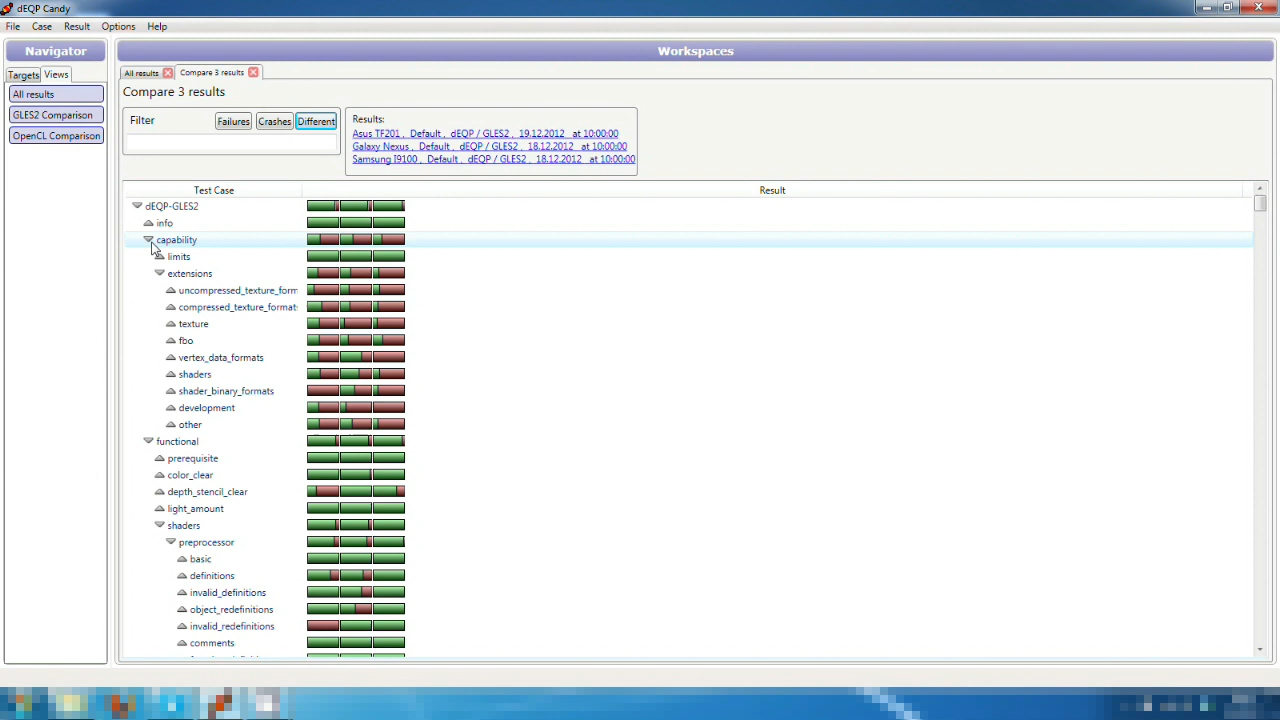 dEQP Candy
File Case Result Options Help
Navigator
Workspaces
Targets Views
All results
GLES2 Comparison
OpenCL Comparison
All results Compare 3 results
Compare 3 results
Filter Failures Crashes Different
Results:
Asus TF201 , Default , dEQP / GLES2 , 19.12.2012 at 10:00:00
Galaxy Nexus , Default , dEQP / GLES2 , 18.12.2012 at 10:00:00
Samsung I9100 , Default , dEQP / GLES2 , 18.12.2012 at 10:00:00
Test Case Result
dEQP-GLES2
info
capability
limits
extensions
uncompressed_texture_form
compressed_texture_formats
texture
fbo
vertex_data_formats
shaders
shader_binary_formats
development
other
functional
prerequisite
color_clear
depth_stencil_clear
light_amount
shaders
preprocessor
basic
definitions
invalid_definitions
object_redefinitions
invalid_redefinitions
comments